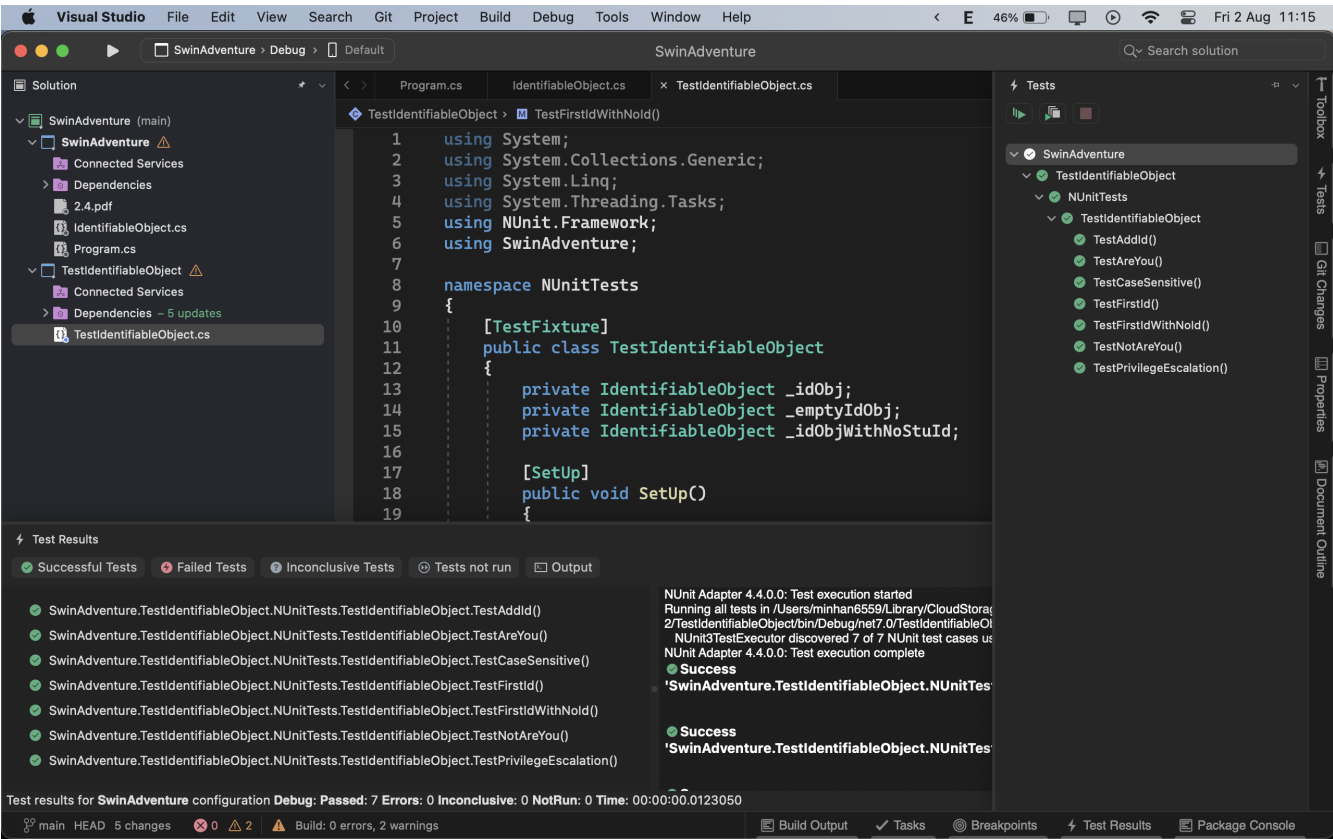 Visual Studio File Edit View Search Git Project Build Debug Tools Window Help E 46% Fri 2 Aug 11:15
SwinAdventure > Debug > Default
SwinAdventure
Search solution
Solution
SwinAdventure (main)
SwinAdventure
Connected Services
Dependencies
2.4.pdf
IdentifiableObject.cs
Program.cs
TestIdentifiableObject
Connected Services
Dependencies – 5 updates
TestIdentifiableObject.cs
Program.cs IdentifiableObject.cs × TestIdentifiableObject.cs
TestIdentifiableObject > M TestFirstIdWithNoId()
1 using System;
2 using System.Collections.Generic;
3 using System.Linq;
4 using System.Threading.Tasks;
5 using NUnit.Framework;
6 using SwinAdventure;
7
8 namespace NUnitTests
9 {
10 [TestFixture]
11 public class TestIdentifiableObject
12 {
13 private IdentifiableObject _idObj;
14 private IdentifiableObject _emptyIdObj;
15 private IdentifiableObject _idObjWithNoStuId;
16
17 [SetUp]
18 public void SetUp()
19 {
Tests
SwinAdventure
TestIdentifiableObject
NUnitTests
TestIdentifiableObject
TestAddId()
TestAreYou()
TestCaseSensitive()
TestFirstId()
TestFirstIdWithNoId()
TestNotAreYou()
TestPrivilegeEscalation()
Toolbox
Tests
Git Changes
Properties
Document Outline
Test Results
Successful Tests Failed Tests Inconclusive Tests Tests not run Output
SwinAdventure.TestIdentifiableObject.NUnitTests.TestIdentifiableObject.TestAddId()
SwinAdventure.TestIdentifiableObject.NUnitTests.TestIdentifiableObject.TestAreYou()
SwinAdventure.TestIdentifiableObject.NUnitTests.TestIdentifiableObject.TestCaseSensitive()
SwinAdventure.TestIdentifiableObject.NUnitTests.TestIdentifiableObject.TestFirstId()
SwinAdventure.TestIdentifiableObject.NUnitTests.TestIdentifiableObject.TestFirstIdWithNoId()
SwinAdventure.TestIdentifiableObject.NUnitTests.TestIdentifiableObject.TestNotAreYou()
SwinAdventure.TestIdentifiableObject.NUnitTests.TestIdentifiableObject.TestPrivilegeEscalation()
NUnit Adapter 4.4.0.0: Test execution started
Running all tests in /Users/minhan6559/Library/CloudStorag
2/TestIdentifiableObject/bin/Debug/net7.0/TestIdentifiableOb
NUnit3TestExecutor discovered 7 of 7 NUnit test cases us
NUnit Adapter 4.4.0.0: Test execution complete
Success
'SwinAdventure.TestIdentifiableObject.NUnitTes
Success
'SwinAdventure.TestIdentifiableObject.NUnitTes
Test results for SwinAdventure configuration Debug: Passed: 7 Errors: 0 Inconclusive: 0 NotRun: 0 Time: 00:00:00.0123050
main HEAD 5 changes 0 2 Build: 0 errors, 2 warnings
Build Output Tasks Breakpoints Test Results Package Console